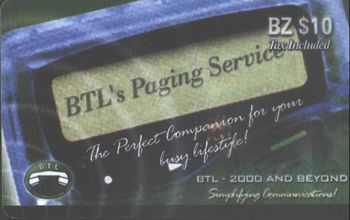 BZ $10
Tax Included
BTL's Paging Service
The Perfect Companion for your
busy lifestyle!
BTL
BTL - 2000 AND BEYOND
Simplifying Communications!